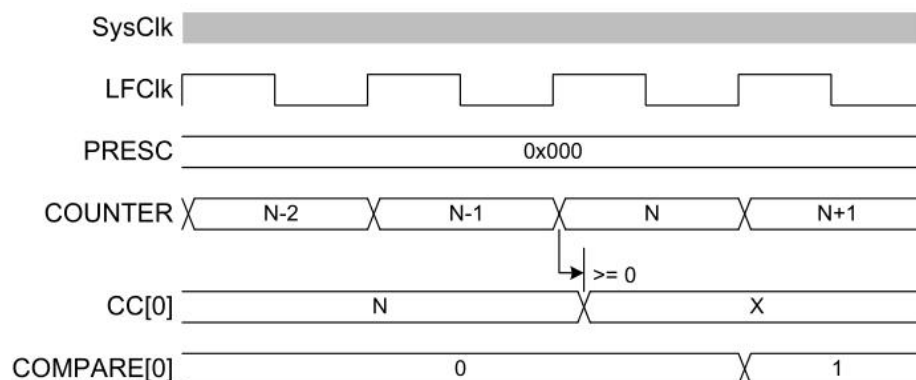 SysClk
LFClk
PRESC 0x000
COUNTER N-2 N-1 N N+1
>= 0
CC[0] N X
COMPARE[0] 0 1